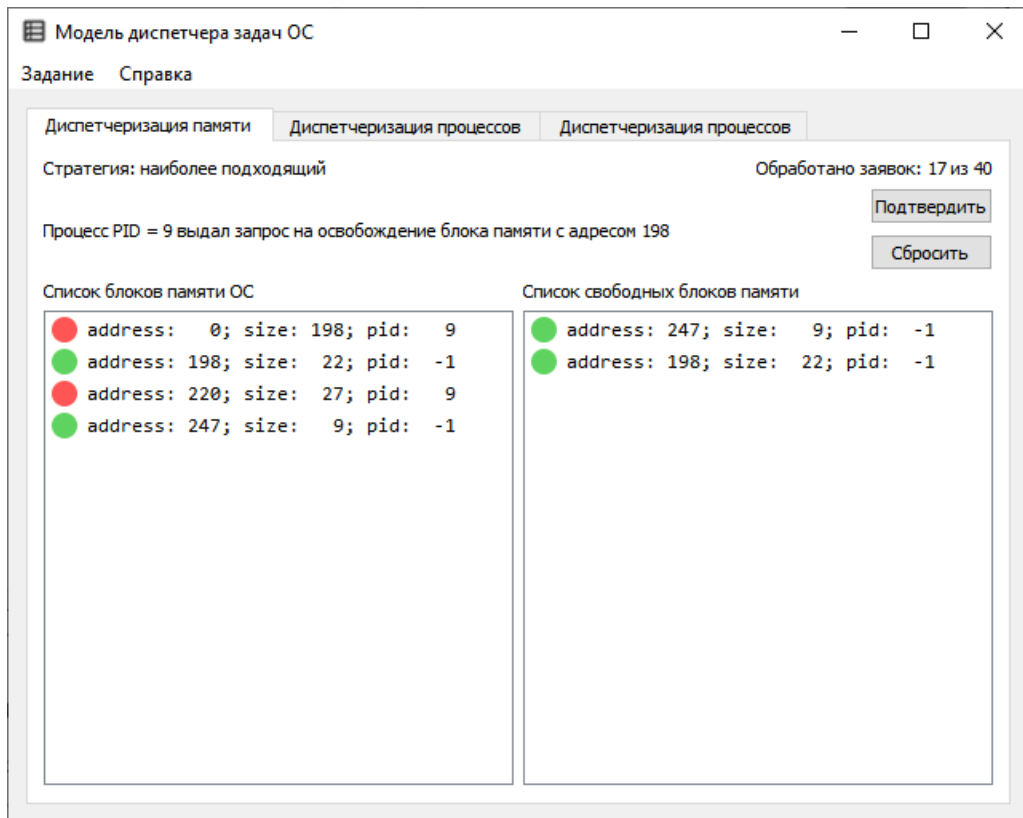 Модель диспетчера задач ОС
Задание Справка
Диспетчеризация памяти Диспетчеризация процессов Диспетчеризация процессов
Стратегия: наиболее подходящий Обработано заявок: 17 из 40
Подтвердить
Процесс PID = 9 выдал запрос на освобождение блока памяти с адресом 198
Сбросить
Список блоков памяти ОС Список свободных блоков памяти
address: 0; size: 198; pid: 9 address: 247; size: 9; pid: -1
address: 198; size: 22; pid: -1 address: 198; size: 22; pid: -1
address: 220; size: 27; pid: 9
address: 247; size: 9; pid: -1